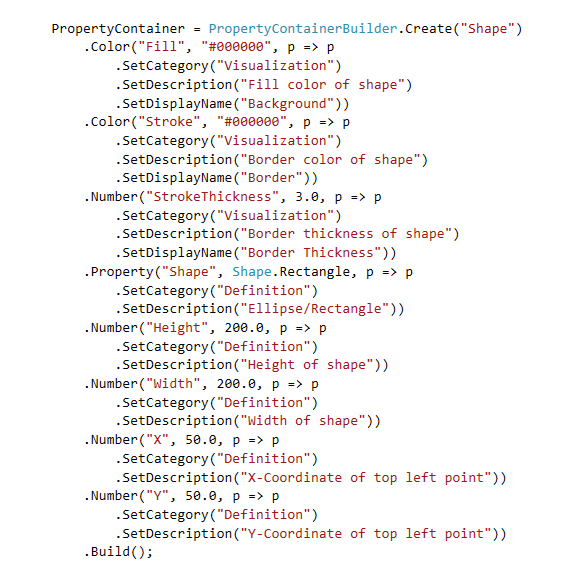 PropertyContainer = PropertyContainerBuilder.Create("Shape")
    .Color("Fill", "#000000", p => p
        .SetCategory("Visualization")
        .SetDescription("Fill color of shape")
        .SetDisplayName("Background"))
    .Color("Stroke", "#000000", p => p
        .SetCategory("Visualization")
        .SetDescription("Border color of shape")
        .SetDisplayName("Border"))
    .Number("StrokeThickness", 3.0, p => p
        .SetCategory("Visualization")
        .SetDescription("Border thickness of shape")
        .SetDisplayName("Border Thickness"))
    .Property("Shape", Shape.Rectangle, p => p
        .SetCategory("Definition")
        .SetDescription("Ellipse/Rectangle"))
    .Number("Height", 200.0, p => p
        .SetCategory("Definition")
        .SetDescription("Height of shape"))
    .Number("Width", 200.0, p => p
        .SetCategory("Definition")
        .SetDescription("Width of shape"))
    .Number("X", 50.0, p => p
        .SetCategory("Definition")
        .SetDescription("X-Coordinate of top left point"))
    .Number("Y", 50.0, p => p
        .SetCategory("Definition")
        .SetDescription("Y-Coordinate of top left point"))
    .Build();